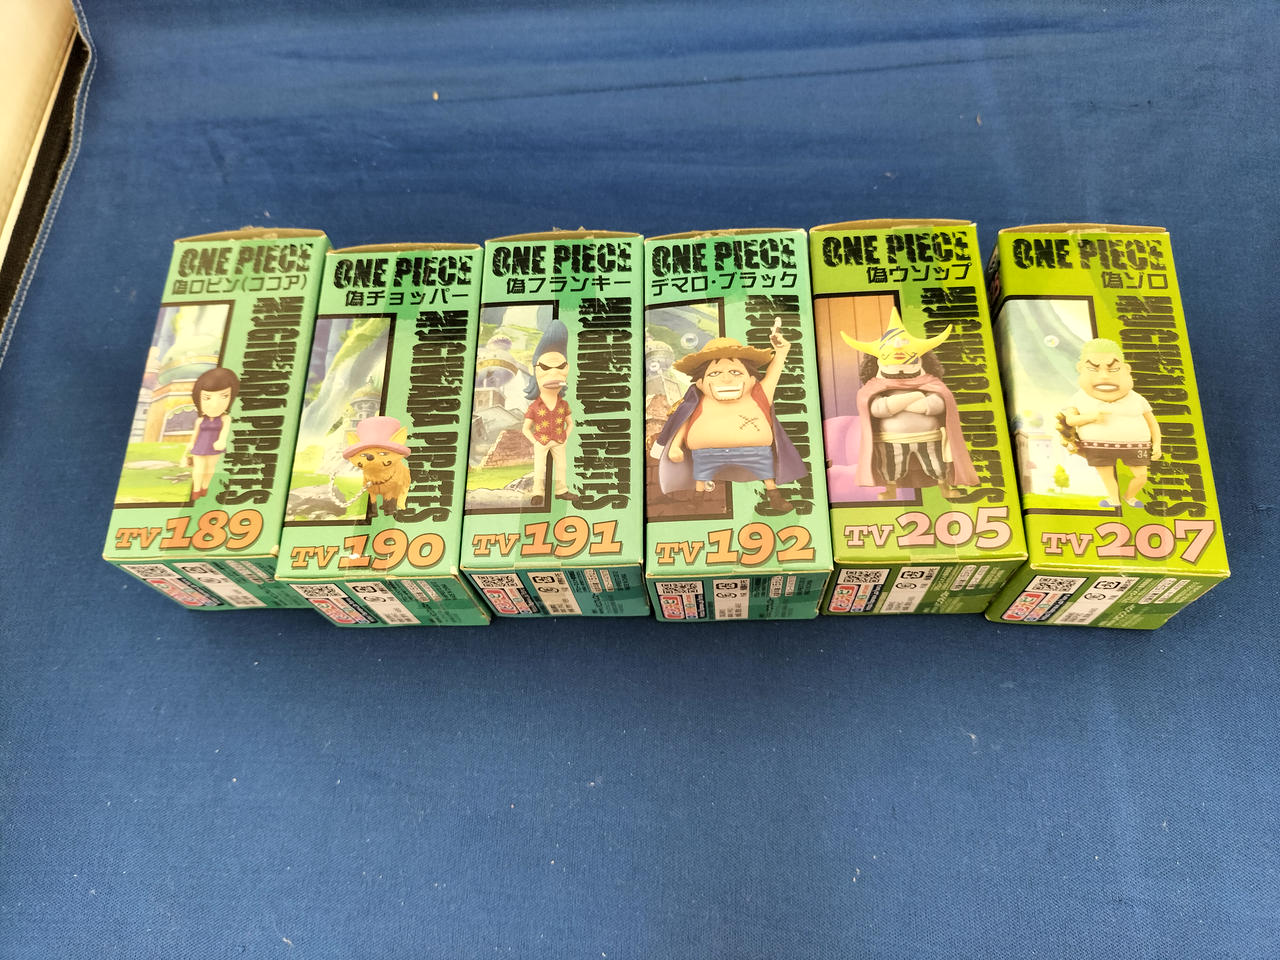 ONE PIECE
偽ロビン(ココア)
MUGIWARA PIRATES
TV189
ONE PIECE
偽チョッパー
MUGIWARA PIRATES
TV190
ONE PIECE
偽フランキー
MUGIWARA PIRATES
TV191
ONE PIECE
デマロ・ブラック
MUGIWARA PIRATES
TV192
ONE PIECE
偽ウソップ
MUGIWARA PIRATES
TV205
ONE PIECE
偽ゾロ
MUGIWARA PIRATES
34
TV207